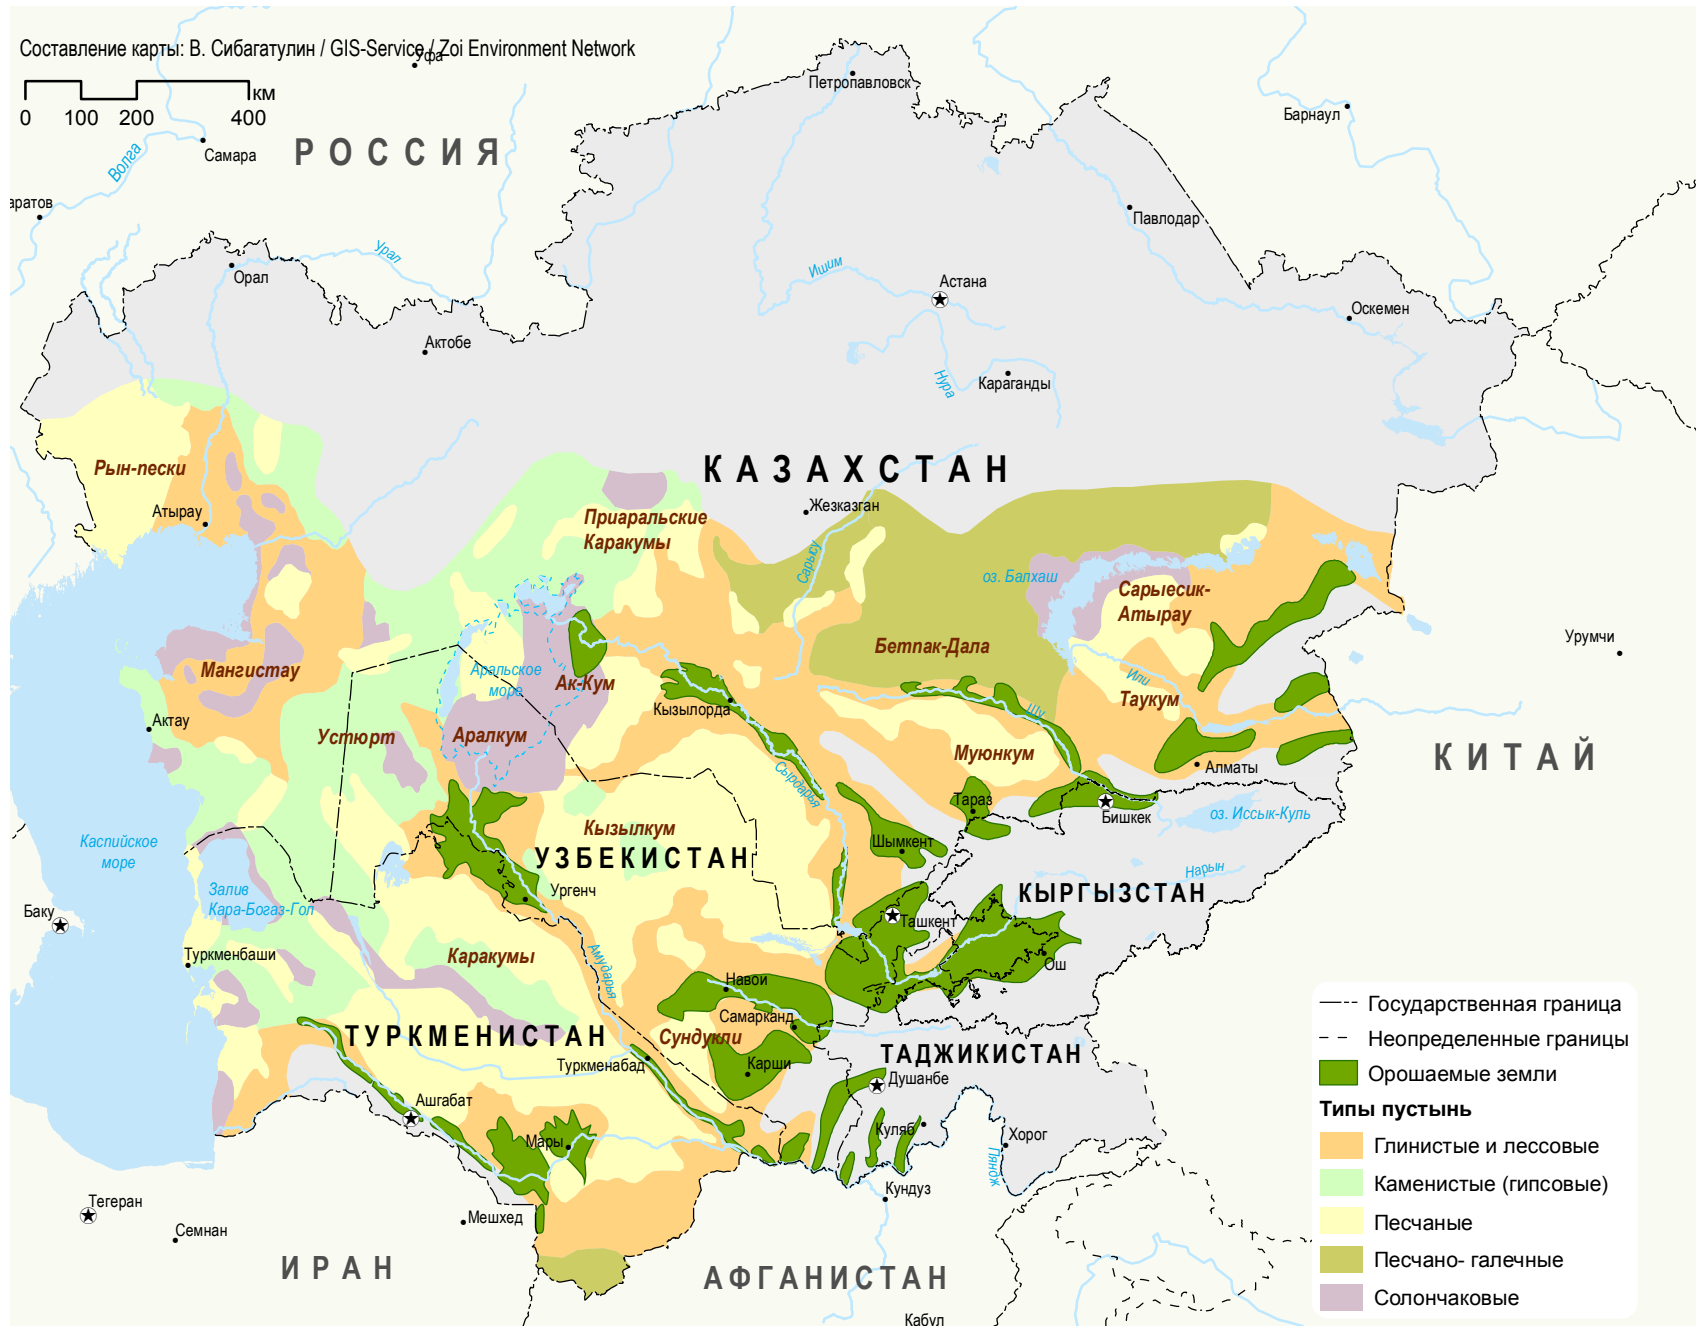 Составление карты: В. Сибагатулин / GIS-Service / Zoi Environment Network
Уфа
км
0 100 200 400
Петропавловск
Барнаул
Волга
Самара
РОССИЯ
аратов
Павлодар
Урал
Орал
Ишим
Астана
Оскемен
Актобе
Нура
Караганды
КАЗАХСТАН
Рын-пески
Атырау
Приаральские
Каракумы
Жезказган
Сарысу
оз. Балхаш
Сарыесик-
Атырау
Урумчи
Бетпак-Дала
Мангистау
Аральское
море
Ак-Кум
Или
Таукум
Кызылорда
Шу
Актау
Устюрт
Аралкум
Муюнкум
КИТАЙ
Алматы
Сырдарья
Тараз
Бишкек
оз. Иссык-Куль
Каспийское
море
Кызылкум
Шымкент
УЗБЕКИСТАН
Нарын
КЫРГЫЗСТАН
Залив
Кара-Богаз-Гол
Ургенч
Баку
Ташкент
Туркменбаши
Каракумы
Амударья
Ош
Навои
Самарканд
ТУРКМЕНИСТАН
Сундукли
ТАДЖИКИСТАН
Туркменабад
Карши
Душанбе
Ашгабат
Куляб
Хорог
Мары
Пяндж
Кундуз
Тегеран
Мешхед
Семнан
ИРАН
АФГАНИСТАН
Кабул
Государственная граница
Неопределенные границы
Орошаемые земли
Типы пустынь
Глинистые и лессовые
Каменистые (гипсовые)
Песчаные
Песчано- галечные
Солончаковые